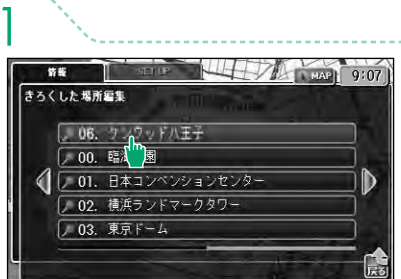 1
情報 SET UP MAP 9:07
きろくした場所編集
06. ケンウッド八王子
00. 臨海 園
01. 日本コンベンションセンター
02. 横浜ランドマークタワー
03. 東京ドーム
戻る